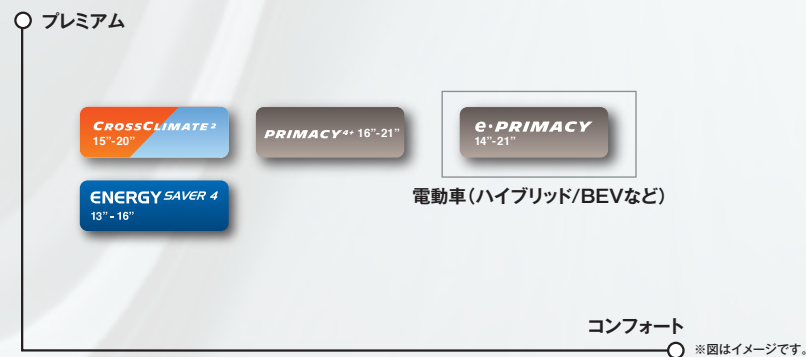 プレミアム
CROSSCLIMATE 2
15”-20”
PRIMACY 4+ 16”-21”
e・PRIMACY
14”-21”
ENERGY SAVER 4
13” - 16”
電動車（ハイブリッド/BEVなど）
コンフォート
※図はイメージです。